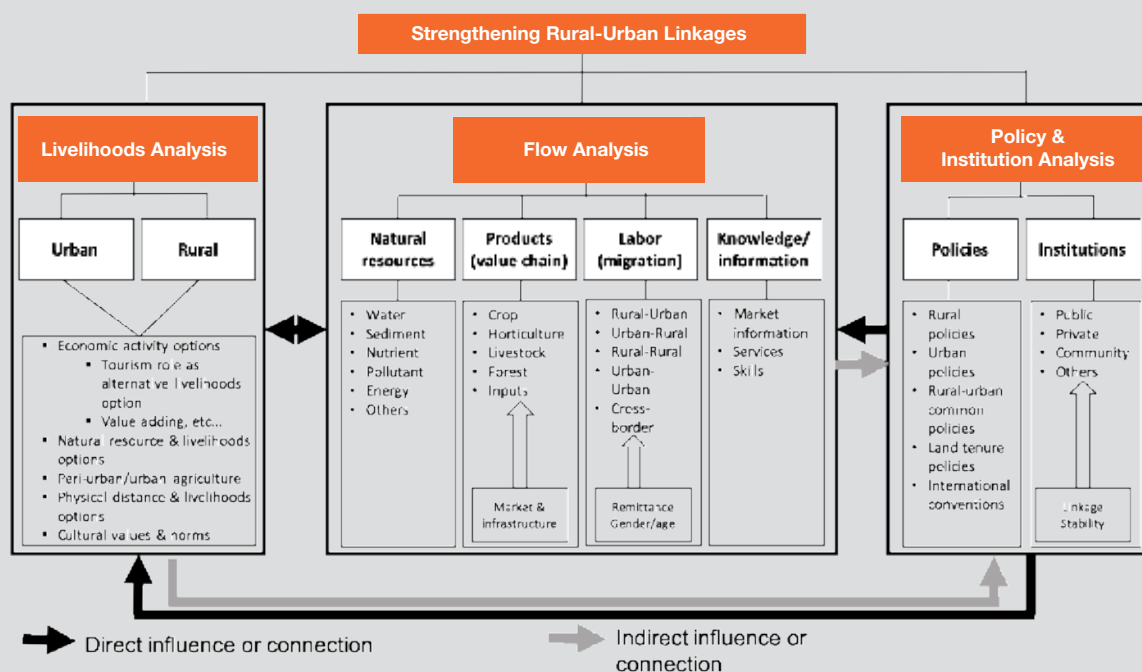 Strengthening Rural-Urban Linkages
Livelihoods Analysis
Urban
Rural
• Economic activity options
▪ Tourism role as
alternative livelihoods
option
▪ Value adding, etc...
▪ Natural resource & livelihoods
options
▪ Peri-urban/urban agriculture
▪ Physical distance & livelihoods
options
▪ Cultural values & norms
Flow Analysis
Natural
resources
• Water
• Sediment
• Nutrient
• Pollutant
• Energy
• Others
Products
(value chain)
• Crop
• Horticulture
• Livestock
• Forest
• Inputs
Market &
infrastructure
Labor
(migration]
• Rural-Urban
• Urban-Rural
• Rural-Rural
• Urban-
Urban
• Cross-
border
Remittance
Gender/age
Knowledge/
information
• Market
information
• Services
• Skills
Policy &
Institution Analysis
Policies
• Rural
policies
• Urban
policies
• Rural-urban
common
policies
• Land tenure
policies
• International
conventions
Institutions
• Public
• Private
• Community
• Others
Linkage
Stability
Direct influence or connection
Indirect influence or
connection